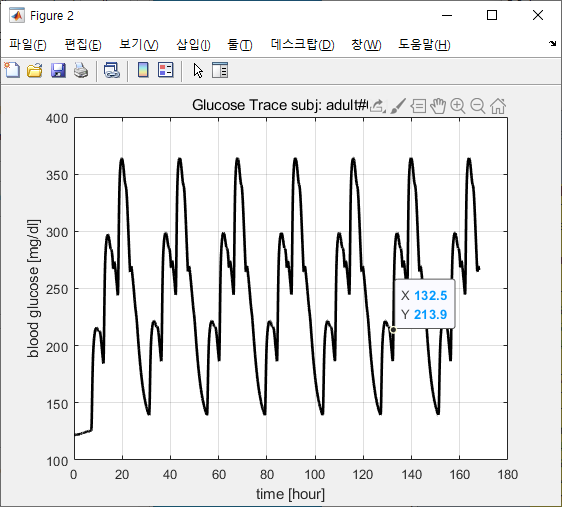 Figure 2
파일(F) 편집(E) 보기(V) 삽입(I) 툴(T) 데스크탑(D) 창(W) 도움말(H)
Glucose Trace subj: adult#
400
350
300
250
200
150
100
blood glucose [mg/dl]
X 132.5
Y 213.9
0 20 40 60 80 100 120 140 160 180
time [hour]